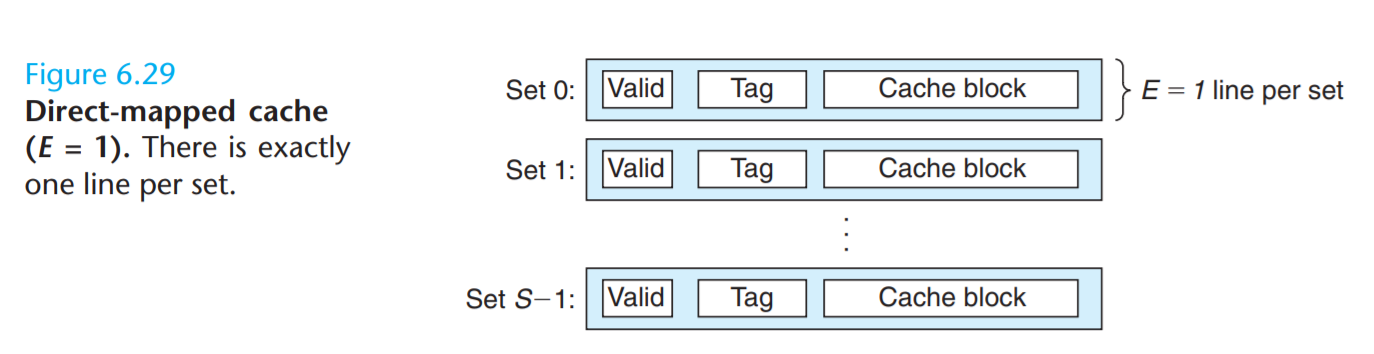 Figure 6.29
Direct-mapped cache
(E = 1). There is exactly
one line per set.
Set 0: Valid Tag Cache block E = 1 line per set
Set 1: Valid Tag Cache block
Set S−1: Valid Tag Cache block